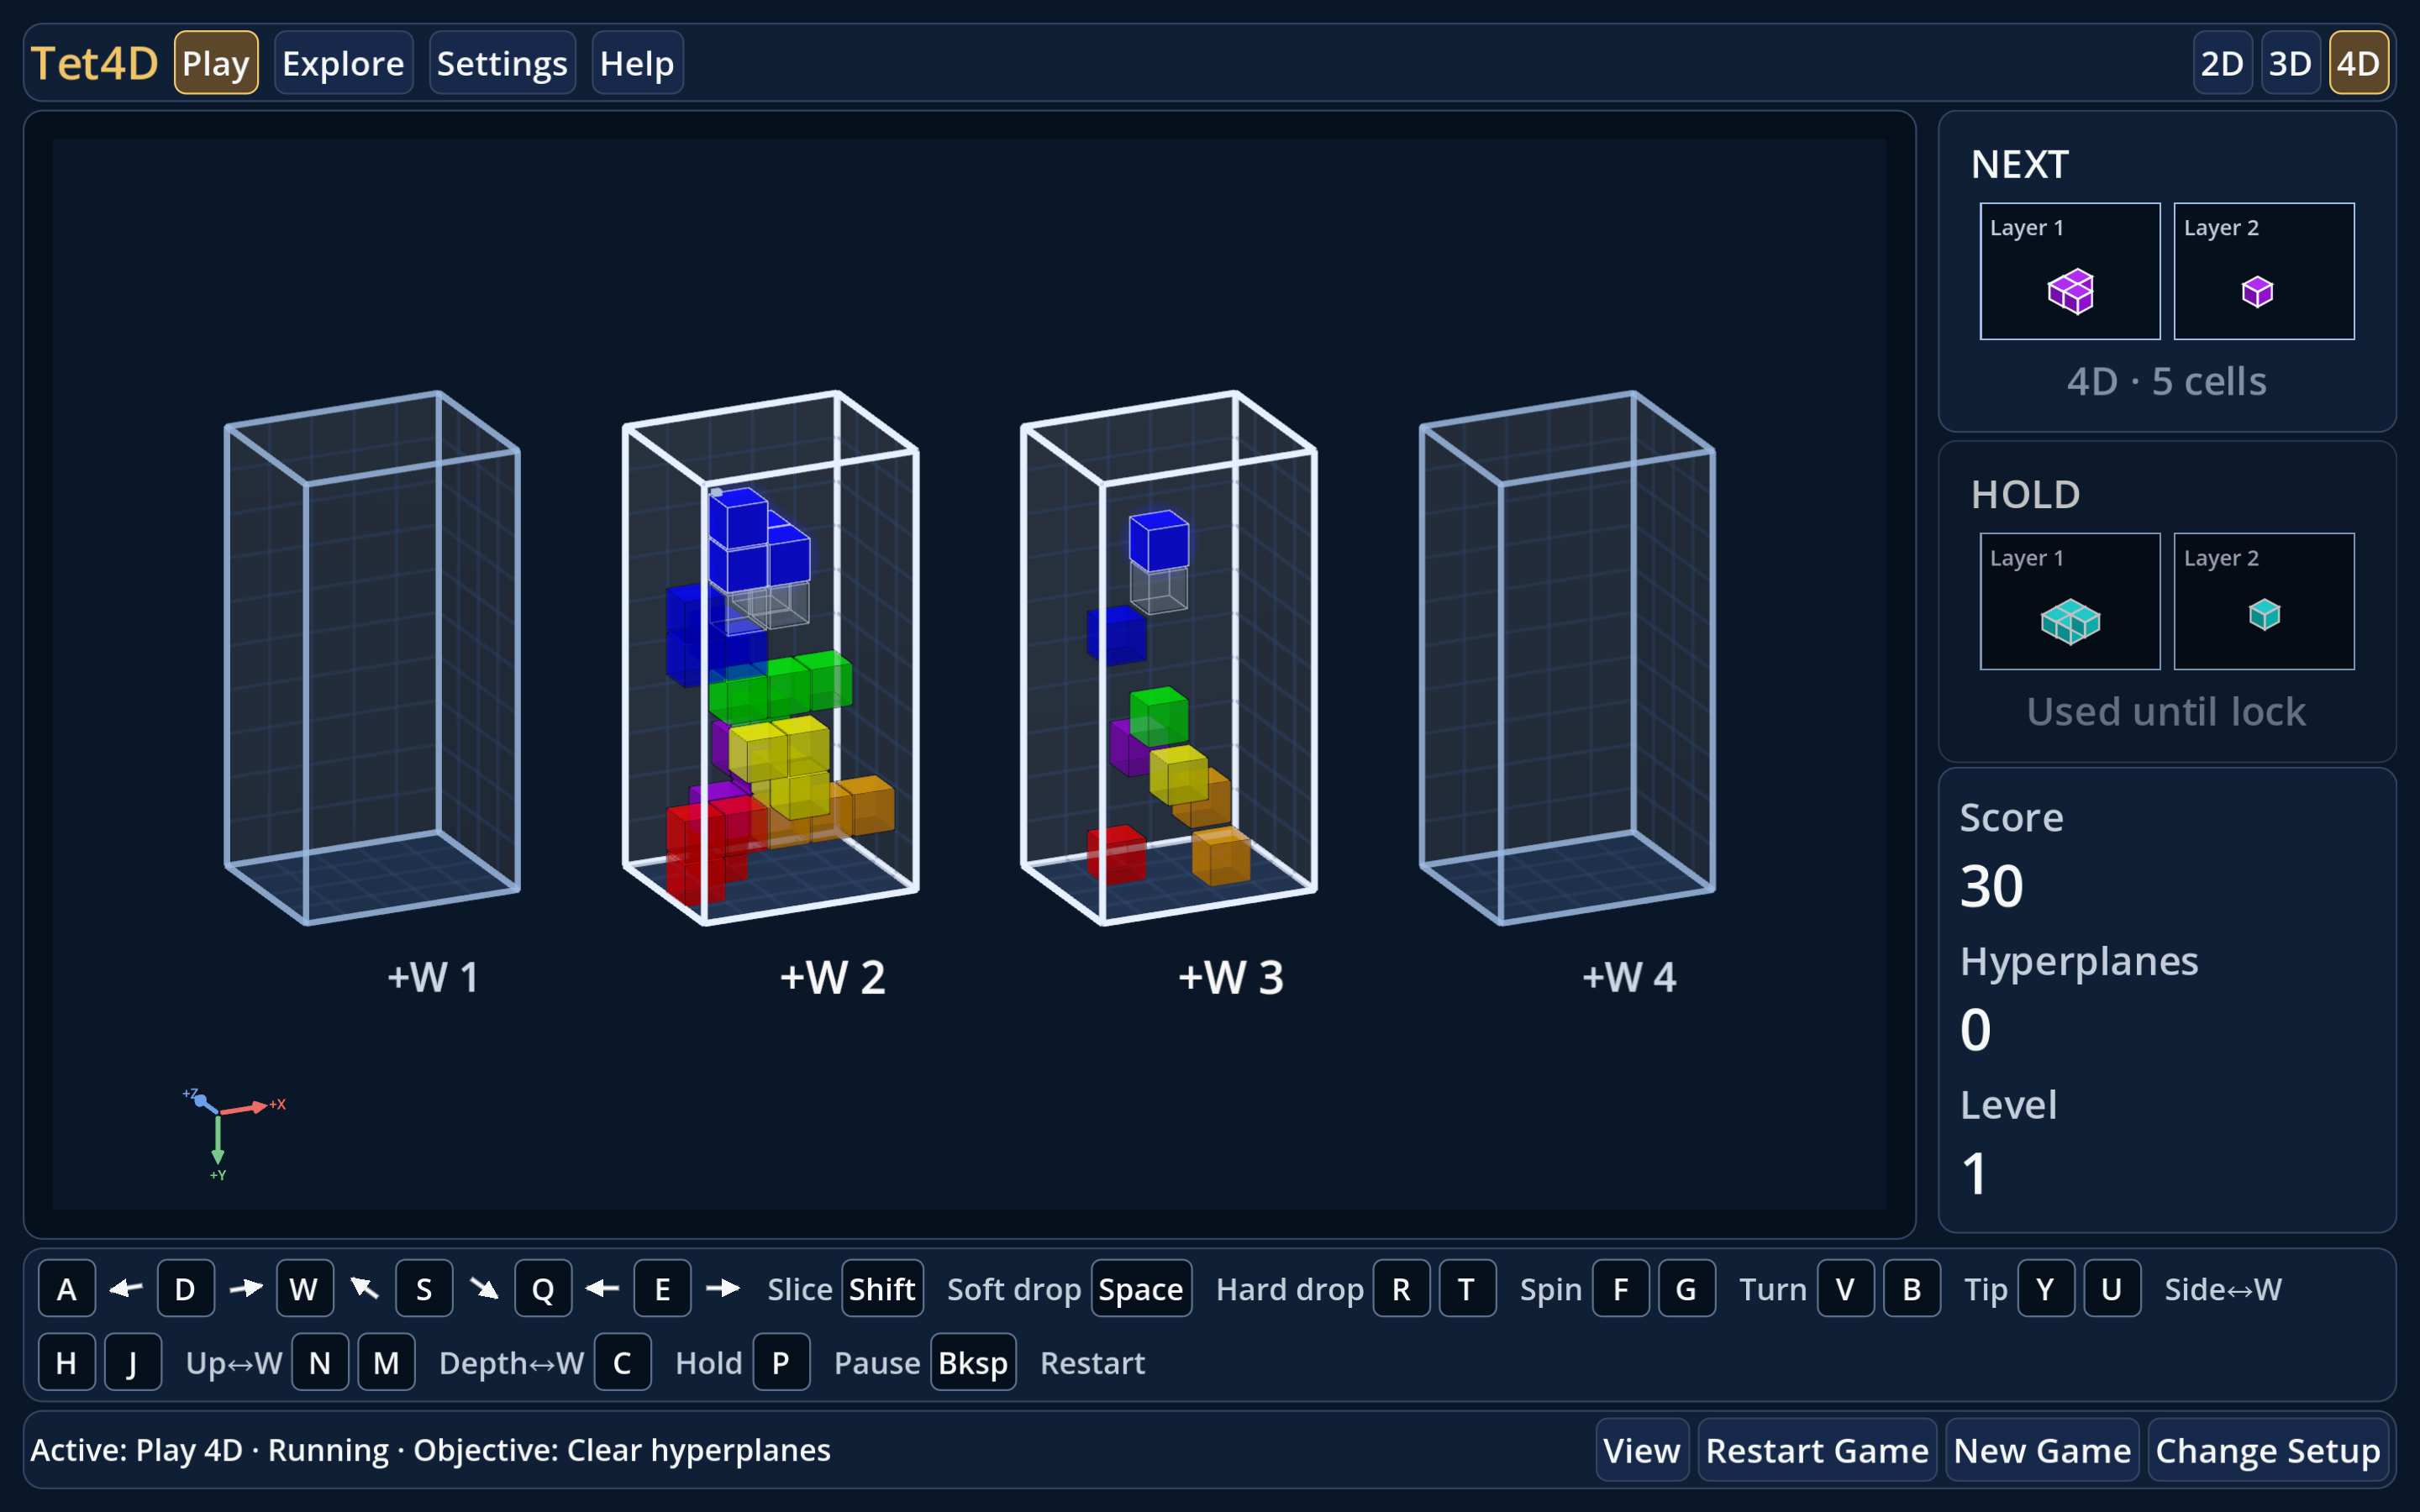 Tet4D Play Explore Settings Help 2D 3D 4D
NEXT
Layer 1 Layer 2
4D · 5 cells
HOLD
Layer 1 Layer 2
Used until lock
Score
30
Hyperplanes
0
Level
1
+W 1 +W 2 +W 3 +W 4
+Z
+X
+Y
A D W S Q E Slice Shift Soft drop Space Hard drop R T Spin F G Turn V B Tip Y U Side↔W
H J Up↔W N M Depth↔W C Hold P Pause Bksp Restart
Active: Play 4D · Running · Objective: Clear hyperplanes View Restart Game New Game Change Setup